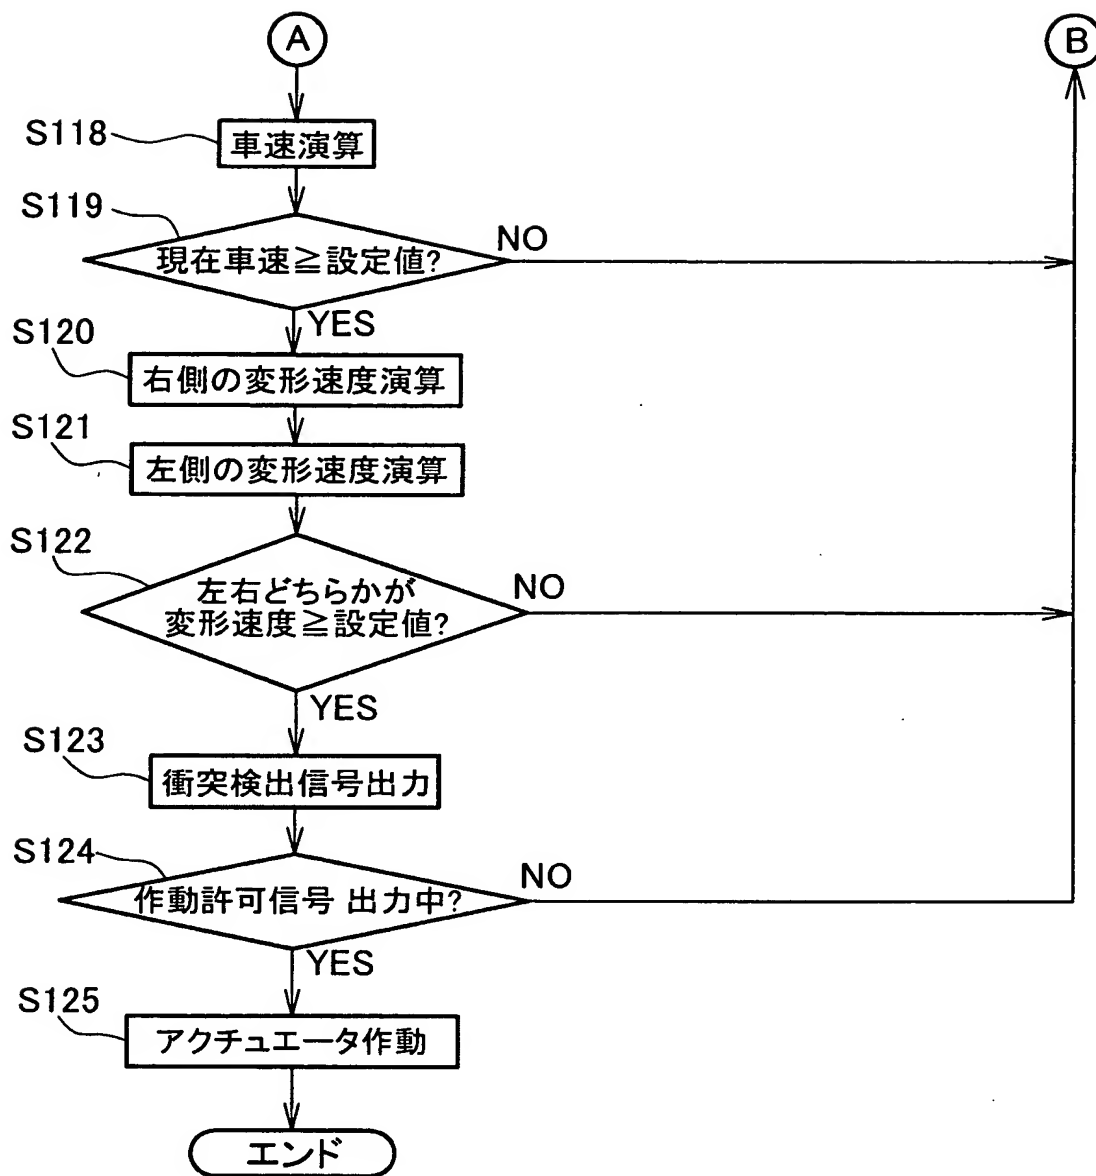 A
B
S118
車速演算
S119
現在車速≧設定値?
NO
YES
S120
右側の変形速度演算
S121
左側の変形速度演算
S122
左右どちらかが
変形速度≧設定値?
NO
YES
S123
衝突検出信号出力
S124
作動許可信号 出力中?
NO
YES
S125
アクチュエータ作動
エンド